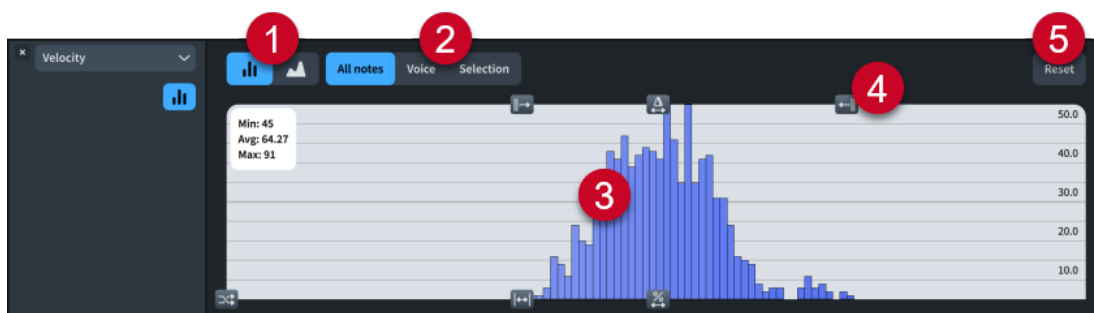 1
2
5
Velocity
All notes Voice Selection
Reset
4
Min: 45
Avg: 64.27
Max: 91
50.0
40.0
30.0
3
20.0
10.0
%